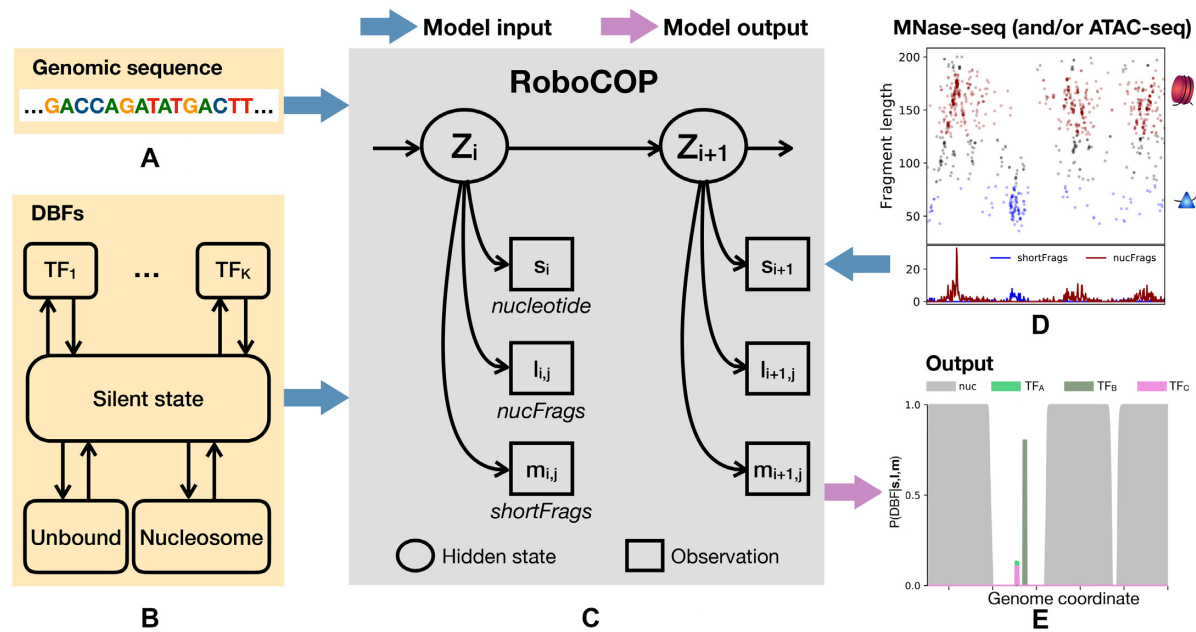 Model input
Model output
Genomic sequence
...GACCAGATATGACTT...
A
DBFs
TF1
...
TFK
Silent state
Unbound
Nucleosome
B
RoboCOP
Zi
Zi+1
si
nucleotide
li,j
nucFrags
mi,j
shortFrags
si+1
li+1,j
mi+1,j
Hidden state
Observation
C
MNase-seq (and/or ATAC-seq)
Fragment length
200
150
100
50
shortFrags
nucFrags
20
0
D
Output
nuc
TFA
TFB
TFC
P(DBF|s,l,m)
1.0
0.5
0.0
Genome coordinate
E